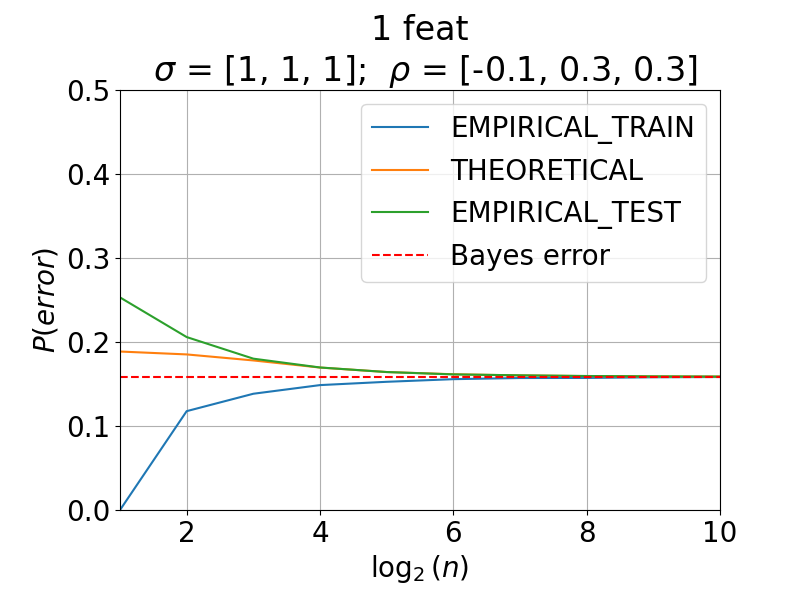 1 feat
σ = [1, 1, 1]; ρ = [-0.1, 0.3, 0.3]
0.5
0.4
0.3
0.2
0.1
0.0
P(error)
EMPIRICAL_TRAIN
THEORETICAL
EMPIRICAL_TEST
Bayes error
2 4 6 8 10
log₂(n)